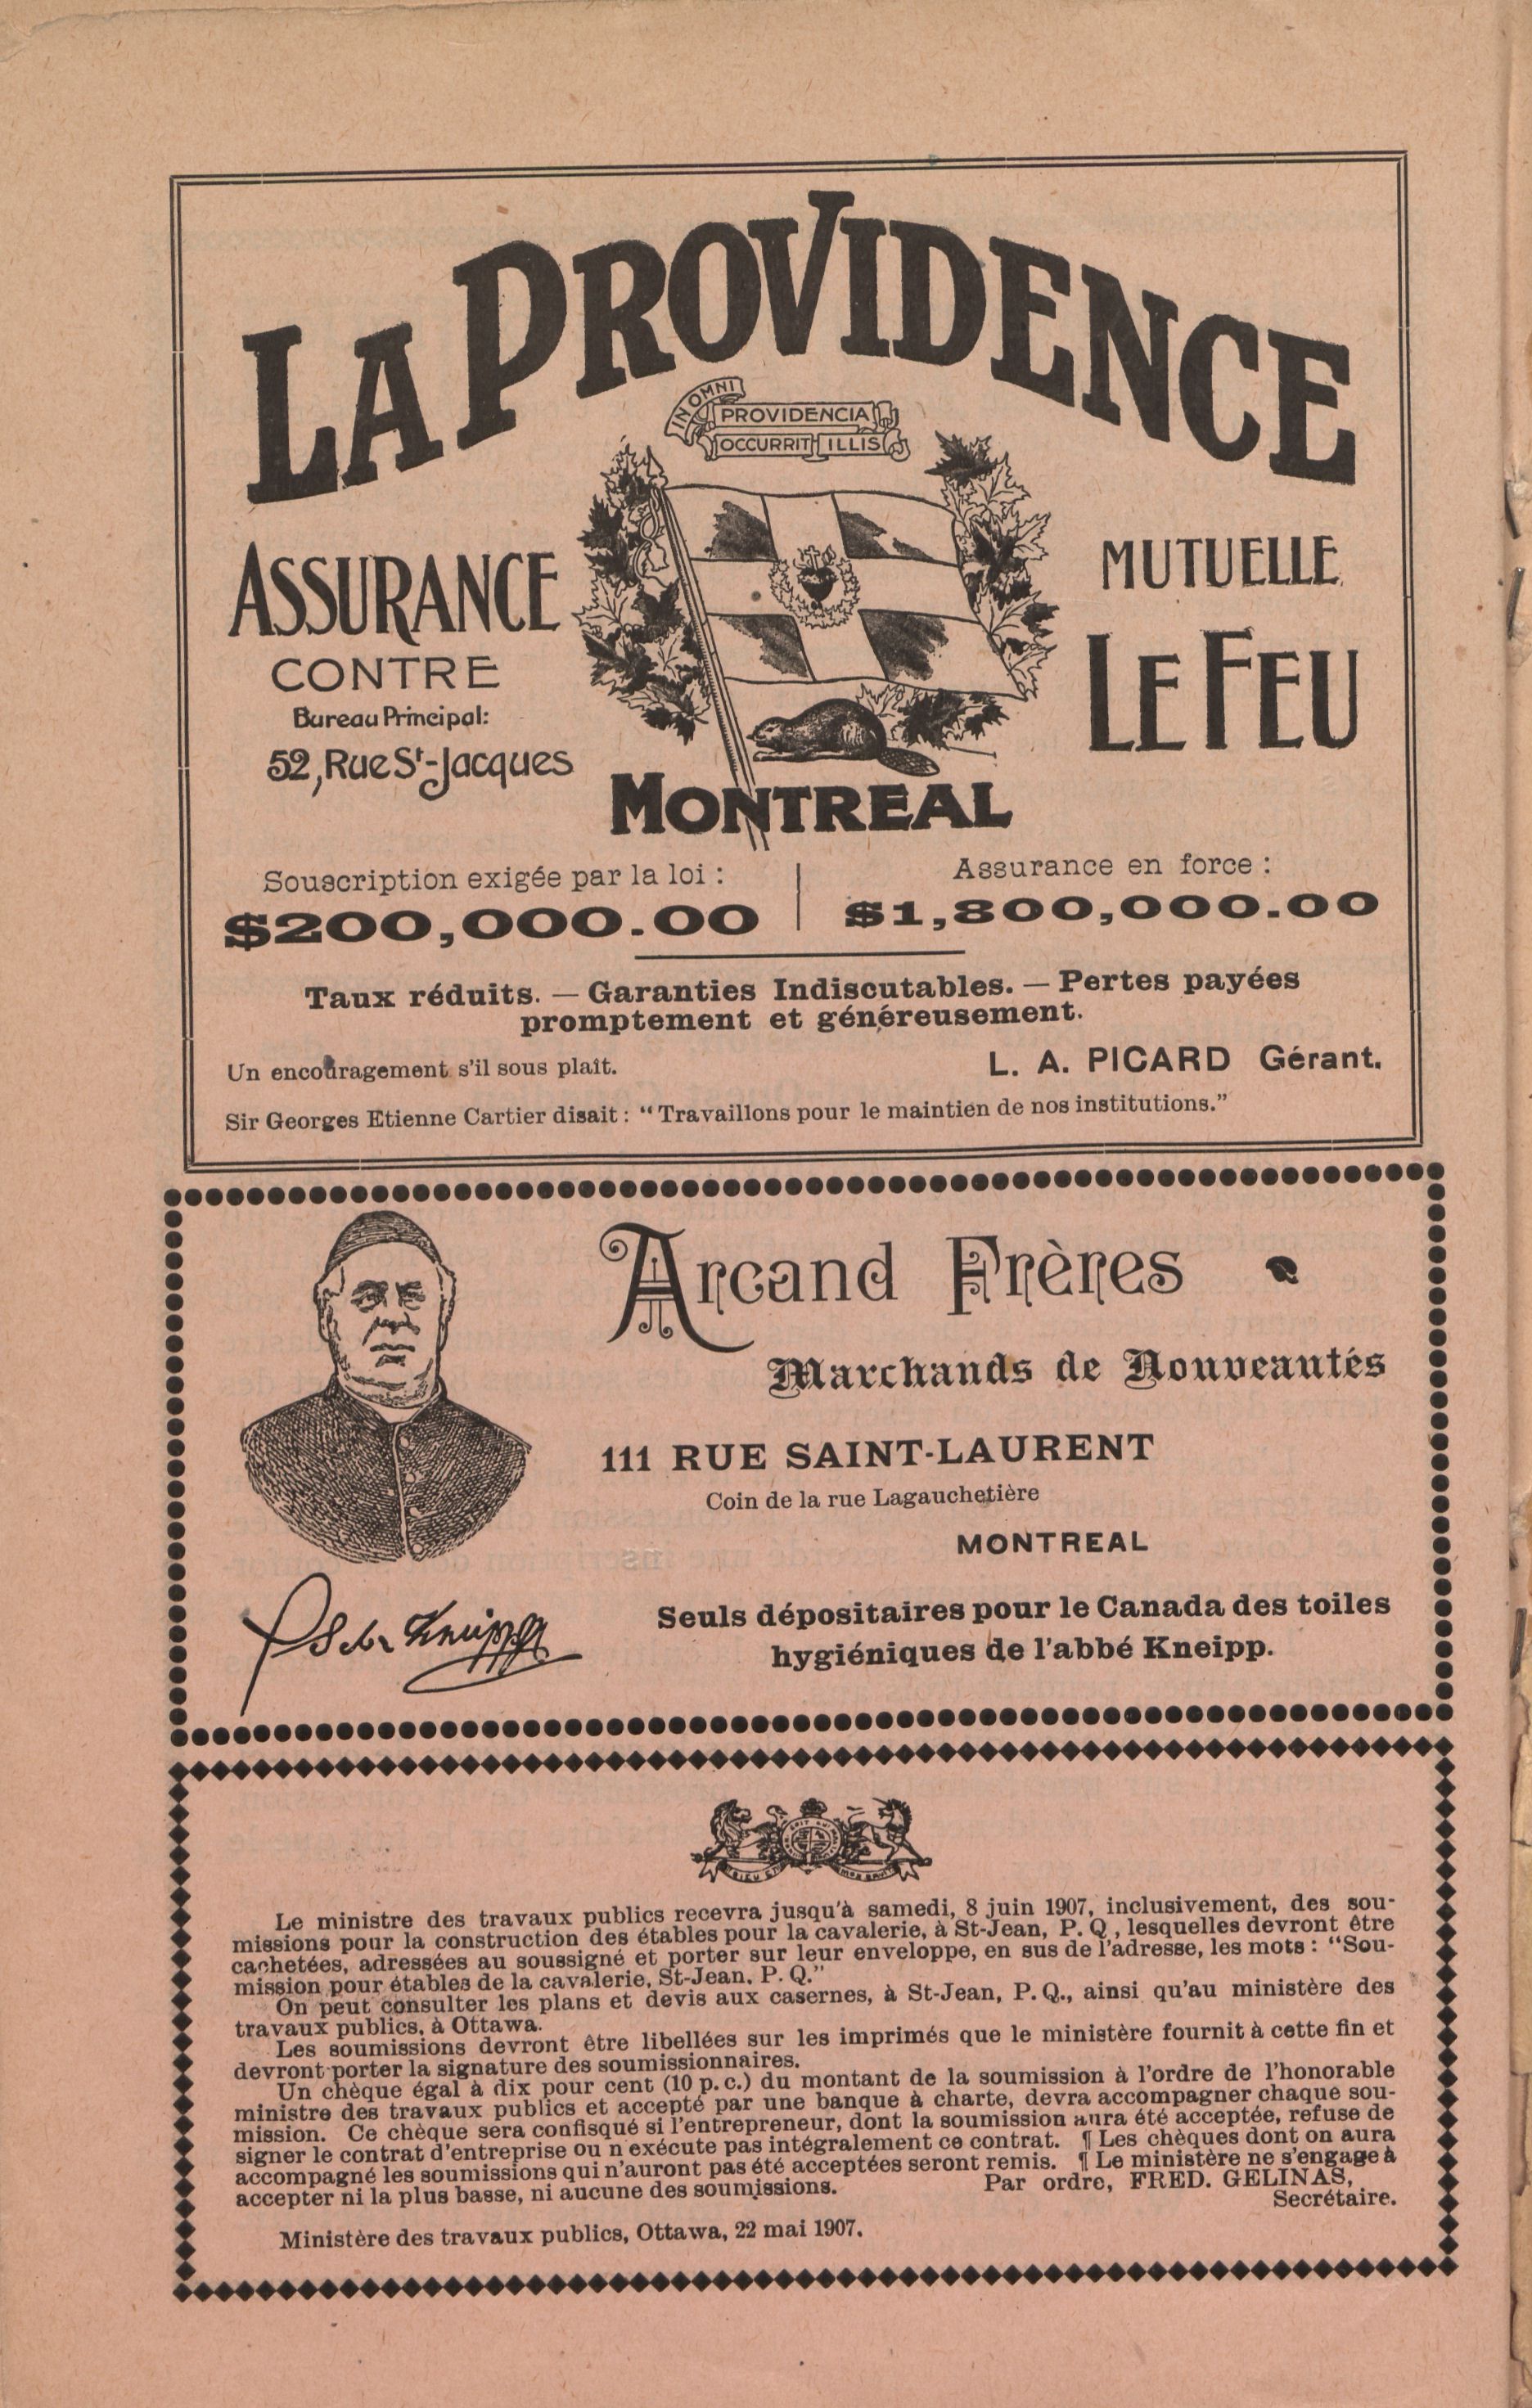 LA PROVIDENCE
IN OMNI
PROVIDENCIA
OCCURRIT ILLIS
ASSURANCE MUTUELLE
CONTRE LE FEU
Bureau Principal:
52, Rue St-Jacques
MONTREAL
Souscription exigée par la loi :
$200,000.00
Assurance en force :
$1,800,000.00
Taux réduits. — Garanties Indiscutables. — Pertes payées
promptement et généreusement.
Un encouragement s'il sous plaît.
L. A. PICARD Gérant.
Sir Georges Etienne Cartier disait : "Travaillons pour le maintien de nos institutions."
Arcand Frères
Marchands de Nouveautés
111 RUE SAINT-LAURENT
Coin de la rue Lagauchetière
MONTREAL
Seuls dépositaires pour le Canada des toiles
hygiéniques de l'abbé Kneipp.
Kneipp
Le ministre des travaux publics recevra jusqu'à samedi, 8 juin 1907, inclusivement, des sou-
missions pour la construction des étables pour la cavalerie, à St-Jean, P. Q , lesquelles devront être
cachetées, adressées au soussigné et porter sur leur enveloppe, en sus de l'adresse, les mots : "Sou-
mission pour étables de la cavalerie, St-Jean. P. Q."
On peut consulter les plans et devis aux casernes, à St-Jean, P. Q., ainsi qu'au ministère des
travaux publics, à Ottawa.
Les soumissions devront être libellées sur les imprimés que le ministère fournit à cette fin et
devront porter la signature des soumissionnaires.
Un chèque égal à dix pour cent (10 p. c.) du montant de la soumission à l'ordre de l'honorable
ministre des travaux publics et accepté par une banque à charte, devra accompagner chaque sou-
mission. Ce chèque sera confisqué si l'entrepreneur, dont la soumission aura été acceptée, refuse de
signer le contrat d'entreprise ou n'exécute pas intégralement ce contrat. ¶ Les chèques dont on aura
accompagné les soumissions qui n'auront pas été acceptées seront remis. ¶ Le ministère ne s'engage à
accepter ni la plus basse, ni aucune des soumissions. Par ordre, FRED. GELINAS,
Secrétaire.
Ministère des travaux publics, Ottawa, 22 mai 1907.